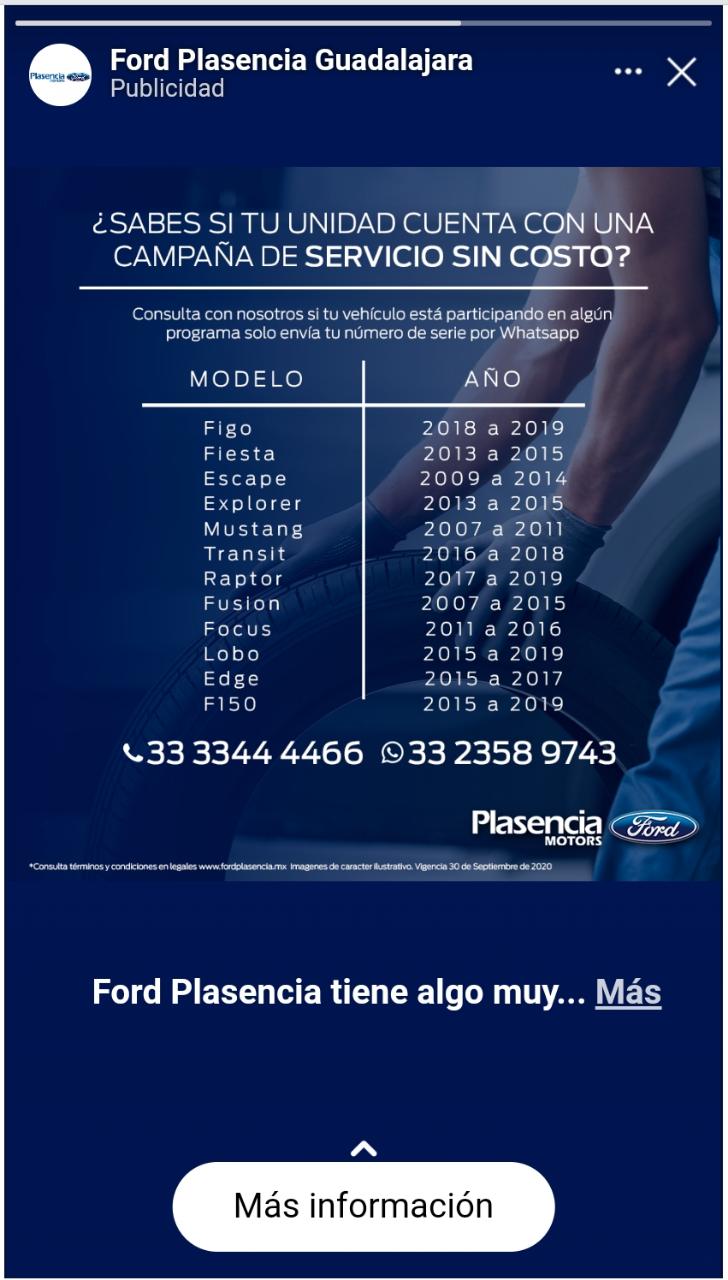 Ford Plasencia Guadalajara
Publicidad
Plasencia MOTORS Ford
¿SABES SI TU UNIDAD CUENTA CON UNA
CAMPAÑA DE SERVICIO SIN COSTO?
Consulta con nosotros si tu vehículo está participando en algún
programa solo envía tu número de serie por Whatsapp
MODELO AÑO
Figo 2018 a 2019
Fiesta 2013 a 2015
Escape 2009 a 2014
Explorer 2013 a 2015
Mustang 2007 a 2011
Transit 2016 a 2018
Raptor 2017 a 2019
Fusion 2007 a 2015
Focus 2011 a 2016
Lobo 2015 a 2019
Edge 2015 a 2017
F150 2015 a 2019
33 3344 4466 33 2358 9743
Plasencia Ford
MOTORS
*Consulta términos y condiciones en legales www.fordplasencia.mx Imagenes de caracter ilustrativo. Vigencia 30 de Septiembre de 2020
Ford Plasencia tiene algo muy... Más
Más información